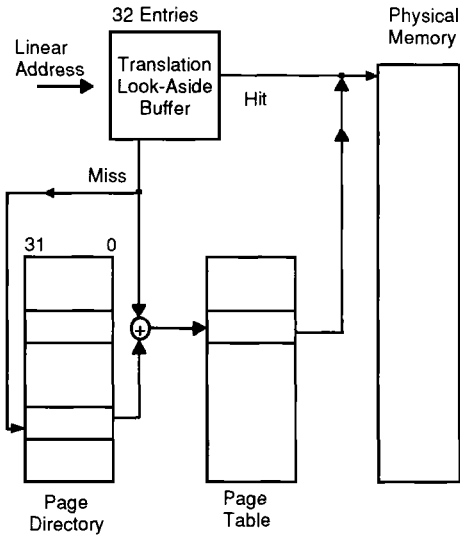 32 Entries
Physical
Memory
Linear
Address
Translation
Look-Aside
Buffer
Hit
Miss
31 0
+
Page
Directory
Page
Table